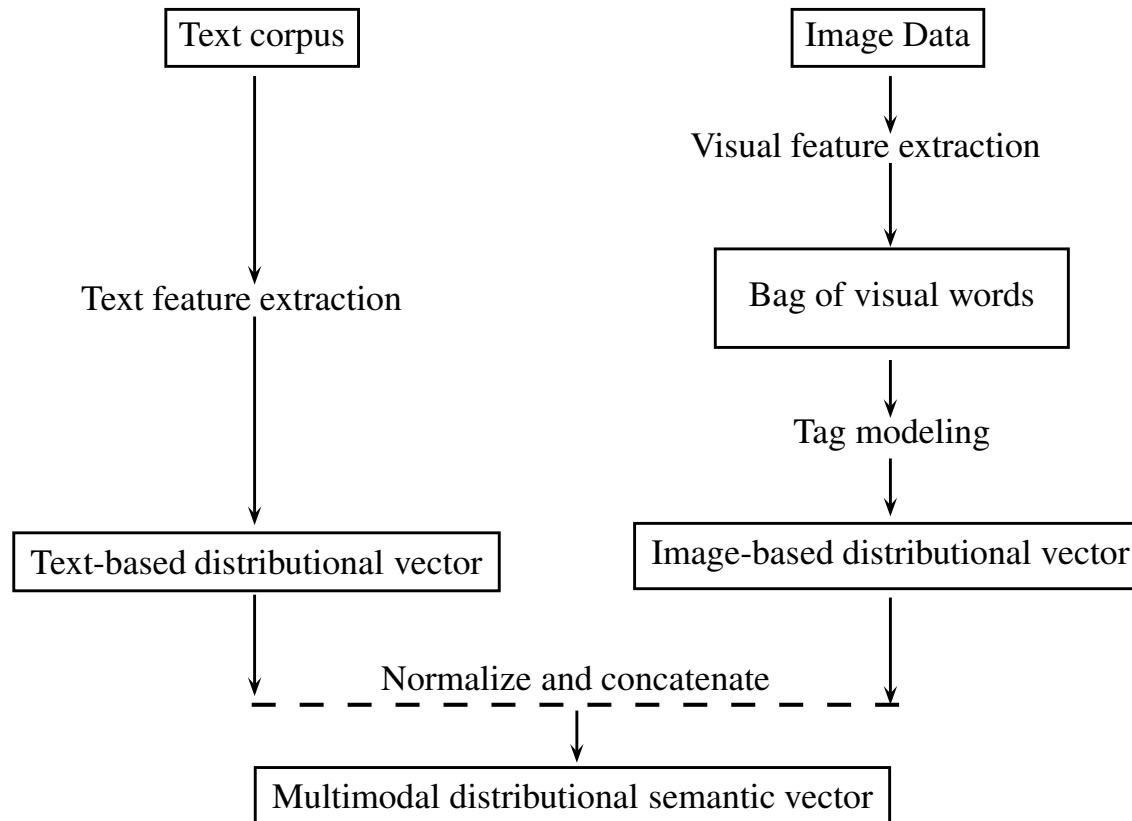 Text corpus
Image Data
Visual feature extraction
Text feature extraction
Bag of visual words
Tag modeling
Text-based distributional vector
Image-based distributional vector
Normalize and concatenate
Multimodal distributional semantic vector